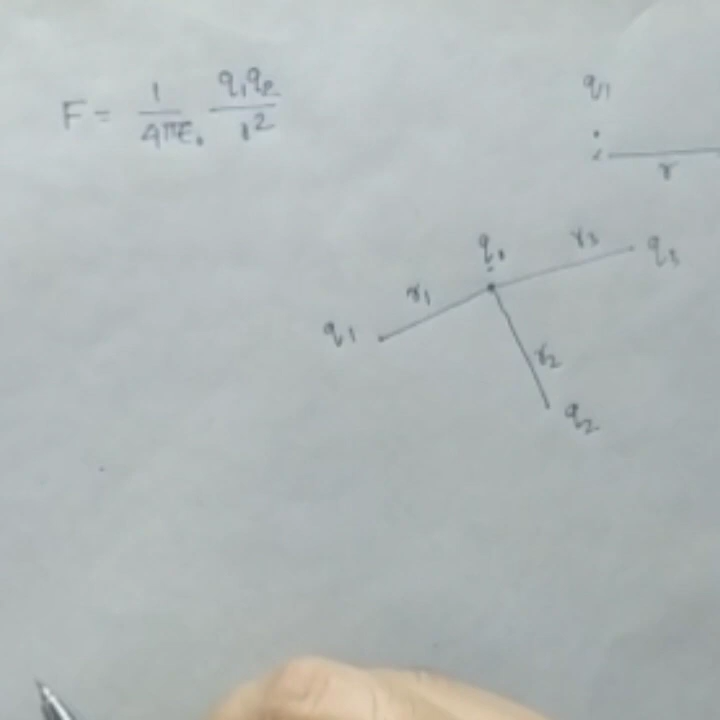 F = 1/4πε₀ q₁q₂/r²
q₁
r
q₀
r₃
q₃
r₁
q₁
r₂
q₂